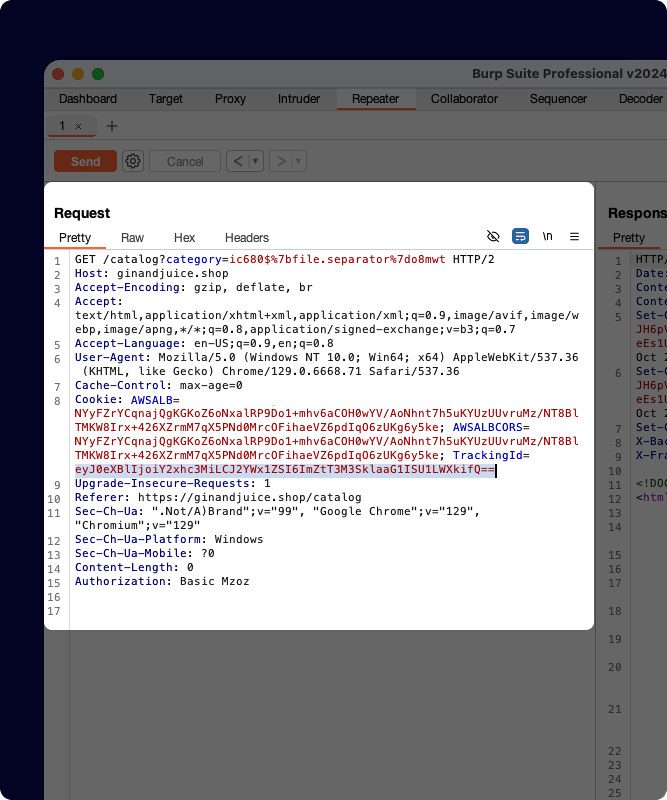 Burp Suite Professional v2024
Dashboard Target Proxy Intruder Repeater Collaborator Sequencer Decoder
1 × +
Send Cancel < ▾ > ▾
Request
Pretty Raw Hex Headers \n
1 GET /catalog?category=ic680$%7bfile.separator%7do8mwt HTTP/2
2 Host: ginandjuice.shop
3 Accept-Encoding: gzip, deflate, br
4 Accept:
text/html,application/xhtml+xml,application/xml;q=0.9,image/avif,image/w
ebp,image/apng,*/*;q=0.8,application/signed-exchange;v=b3;q=0.7
5 Accept-Language: en-US;q=0.9,en;q=0.8
6 User-Agent: Mozilla/5.0 (Windows NT 10.0; Win64; x64) AppleWebKit/537.36
(KHTML, like Gecko) Chrome/129.0.6668.71 Safari/537.36
7 Cache-Control: max-age=0
8 Cookie: AWSALB=
NYyFZrYCqnajQgKGKoZ6oNxalRP9Do1+mhv6aCOH0wYV/AoNhnt7h5uKYUzUUvruMz/NT8Bl
TMKW8Irx+426XZrmM7qX5PNd0MrcOFihaeVZ6pdIqO6zUKg6y5ke; AWSALBCORS=
NYyFZrYCqnajQgKGKoZ6oNxalRP9Do1+mhv6aCOH0wYV/AoNhnt7h5uKYUzUUvruMz/NT8Bl
TMKW8Irx+426XZrmM7qX5PNd0MrcOFihaeVZ6pdIqO6zUKg6y5ke; TrackingId=
eyJ0eXBlIjoiY2xhc3MiLCJ2YWx1ZSI6ImZtT3M3SklaaG1ISU1LWXkifQ==
9 Upgrade-Insecure-Requests: 1
10 Referer: https://ginandjuice.shop/catalog
11 Sec-Ch-Ua: ".Not/A)Brand";v="99", "Google Chrome";v="129",
"Chromium";v="129"
12 Sec-Ch-Ua-Platform: Windows
13 Sec-Ch-Ua-Mobile: ?0
14 Content-Length: 0
15 Authorization: Basic Mzoz
16
17
Respons
Pretty
1 HTTP/
2 Date:
3 Conte
4 Conte
5 Set-C
JH6pV
eEs1U
Oct 2
6 Set-C
JH6pV
eEs1U
Oct 2
7 Set-C
8 X-Bac
9 X-Fra
10
11 <!DOC
12 <html
13
14
15
16
17
18
19
20
21
22
23
24
25